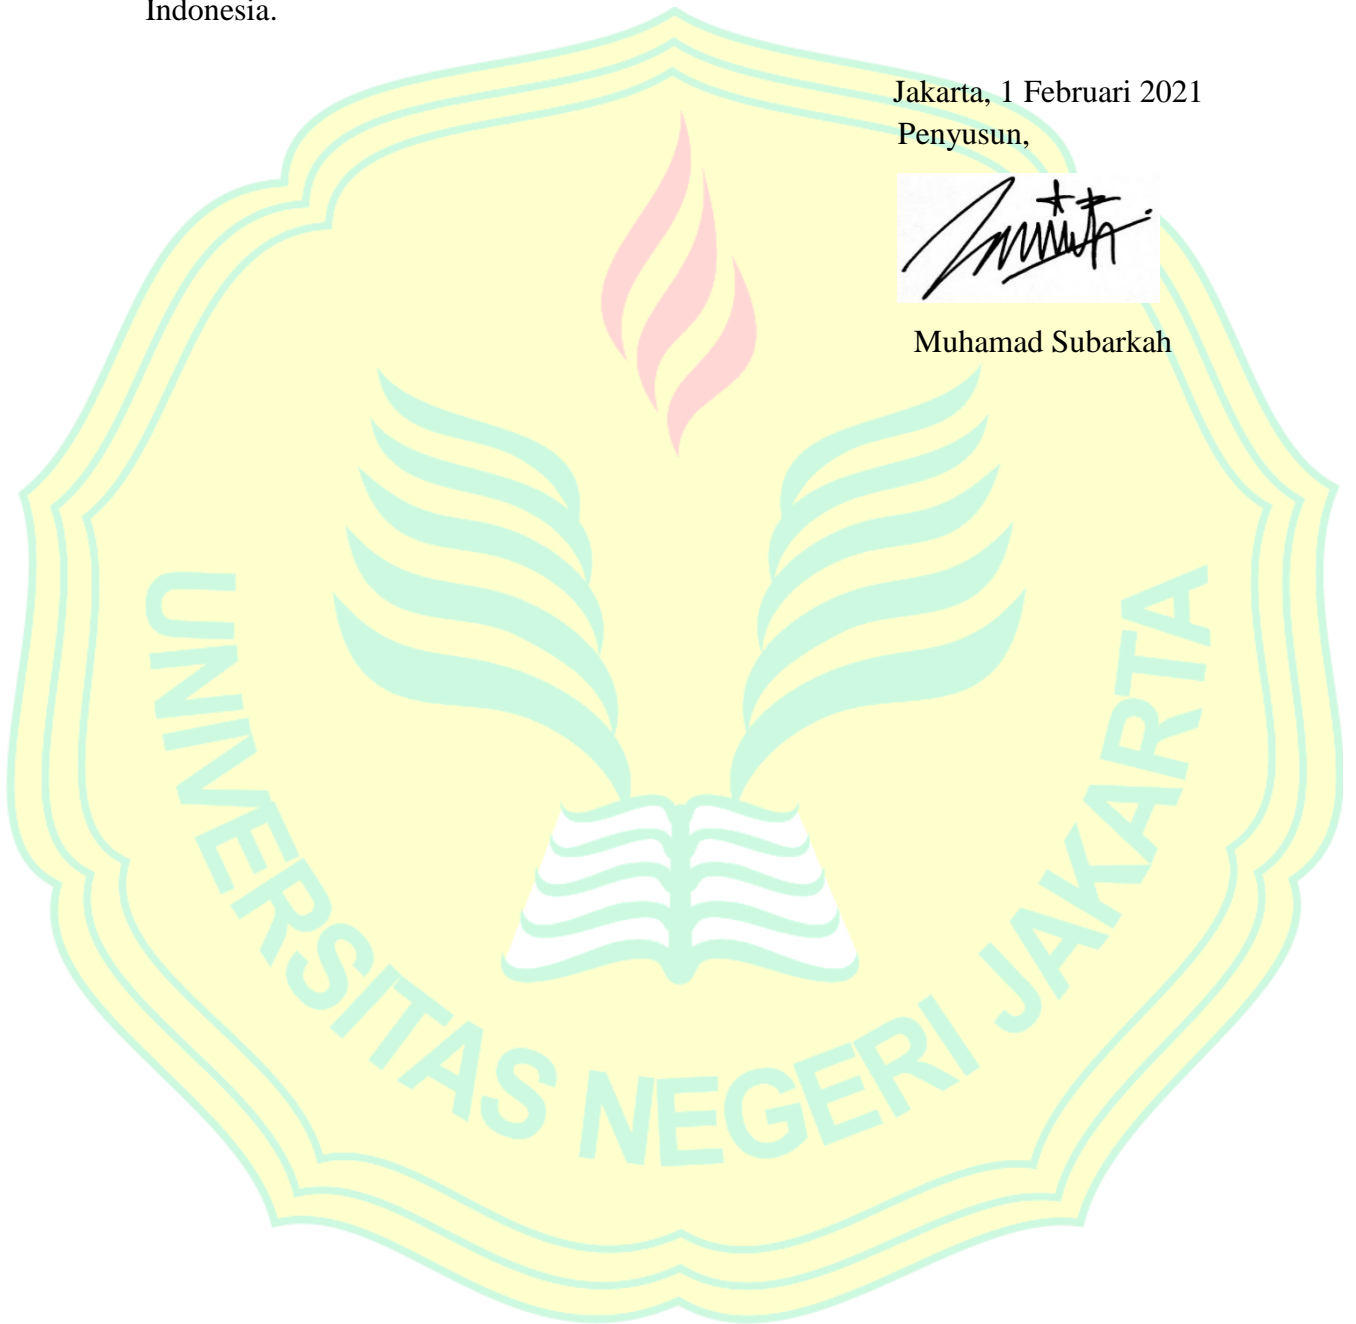 Indonesia.
Jakarta, 1 Februari 2021
Penyusun,
Muhamad Subarkah
UNIVERSITAS NEGERI JAKARTA